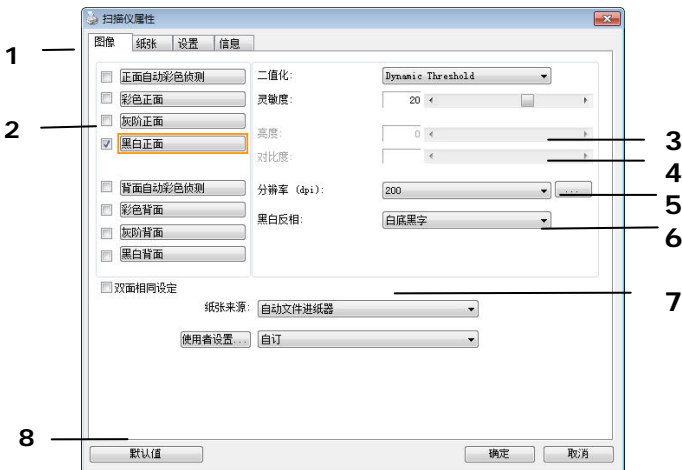 扫描仪属性
图像 纸张 设置 信息
1
2
正面自动彩色侦测
彩色正面
灰阶正面
黑白正面
背面自动彩色侦测
彩色背面
灰阶背面
黑白背面
二值化: Dynamic Threshold
灵敏度: 20
亮度: 0
对比度:
分辨率 (dpi): 200 ...
黑白反相: 白底黑字
3
4
5
6
双面相同设定
7
纸张来源: 自动文件进纸器
使用者设置... 自订
8
默认值 确定 取消